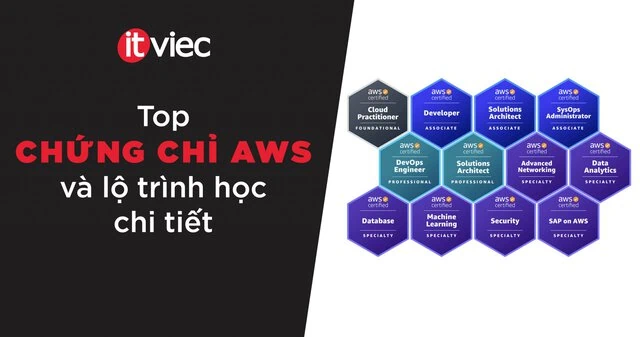 itviec
Top
CHỨNG CHỈ AWS
và lộ trình học
chi tiết
aws
certified
Cloud
Practitioner
FOUNDATIONAL
aws
certified
Developer
ASSOCIATE
aws
certified
Solutions
Architect
ASSOCIATE
aws
certified
SysOps
Administrator
ASSOCIATE
aws
certified
DevOps
Engineer
PROFESSIONAL
aws
certified
Solutions
Architect
PROFESSIONAL
aws
certified
Advanced
Networking
SPECIALTY
aws
certified
Data
Analytics
SPECIALTY
aws
certified
Database
SPECIALTY
aws
certified
Machine
Learning
SPECIALTY
aws
certified
Security
SPECIALTY
aws
certified
SAP on AWS
SPECIALTY